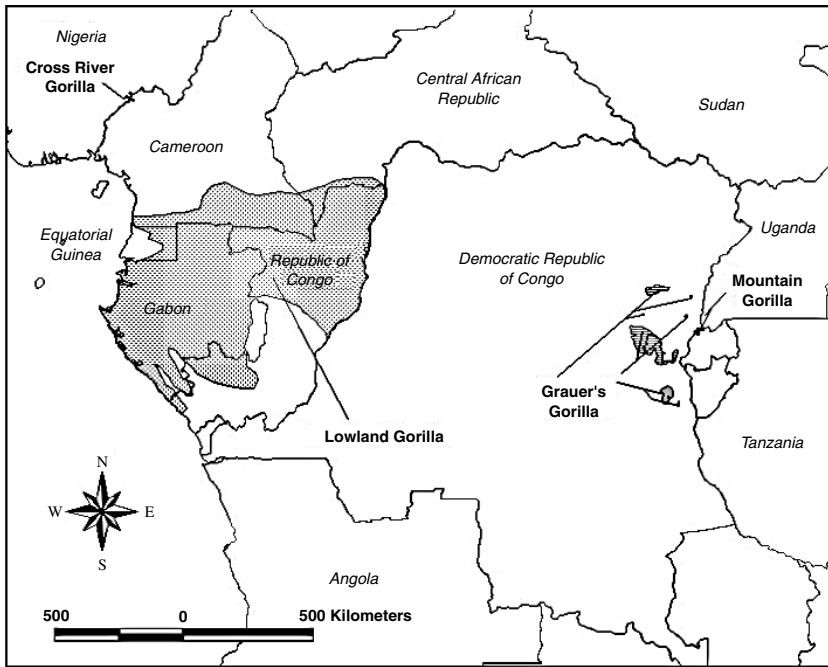 Nigeria
Cross River
Gorilla
Central African
Republic
Sudan
Cameroon
Equatorial
Guinea
Uganda
Republic of
Congo
Democratic Republic
of Congo
Mountain
Gorilla
Gabon
Grauer's
Gorilla
Lowland Gorilla
Tanzania
N
W
E
S
Angola
500
0
500 Kilometers